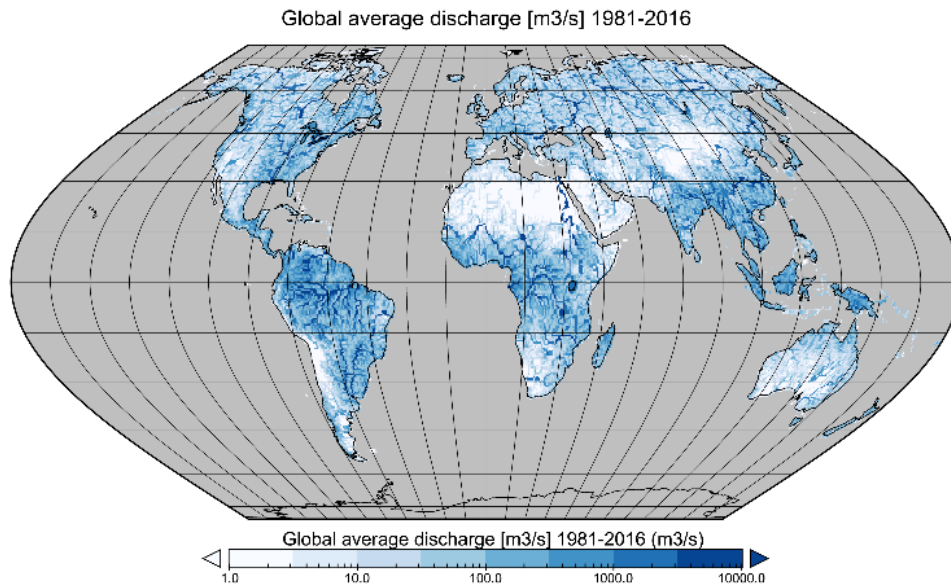 Global average discharge [m3/s] 1981-2016
Global average discharge [m3/s] 1981-2016 (m3/s)
1.0 10.0 100.0 1000.0 10000.0